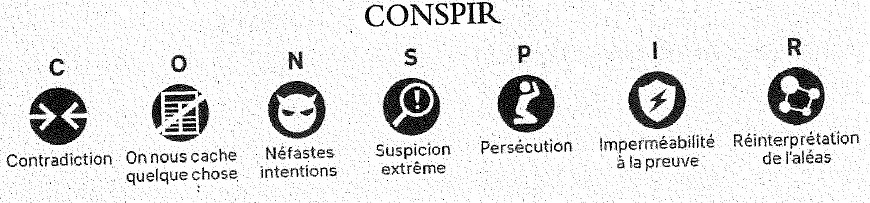 CONSPIR
C O N S P I R
Contradiction
On nous cache
quelque chose
Néfastes
intentions
Suspicion
extrême
Persécution
Imperméabilité
à la preuve
Réinterprétation
de l'aléas